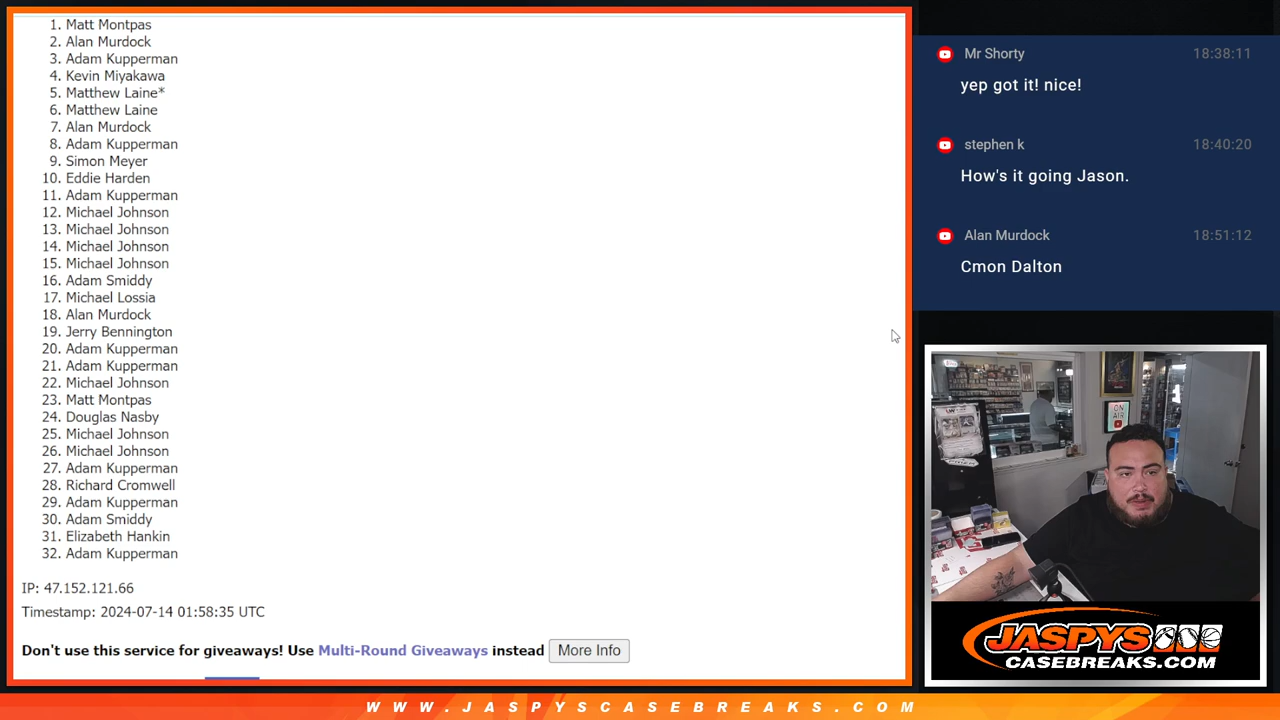 1. Matt Montpas
2. Alan Murdock
3. Adam Kupperman
4. Kevin Miyakawa
5. Matthew Laine*
6. Matthew Laine
7. Alan Murdock
8. Adam Kupperman
9. Simon Meyer
10. Eddie Harden
11. Adam Kupperman
12. Michael Johnson
13. Michael Johnson
14. Michael Johnson
15. Michael Johnson
16. Adam Smiddy
17. Michael Lossia
18. Alan Murdock
19. Jerry Bennington
20. Adam Kupperman
21. Adam Kupperman
22. Michael Johnson
23. Matt Montpas
24. Douglas Nasby
25. Michael Johnson
26. Michael Johnson
27. Adam Kupperman
28. Richard Cromwell
29. Adam Kupperman
30. Adam Smiddy
31. Elizabeth Hankin
32. Adam Kupperman
IP: 47.152.121.66
Timestamp: 2024-07-14 01:58:35 UTC
Don't use this service for giveaways! Use Multi-Round Giveaways instead More Info
Mr Shorty 18:38:11
yep got it! nice!
stephen k 18:40:20
How's it going Jason.
Alan Murdock 18:51:12
Cmon Dalton
ON
AIR
JASPYS
CASEBREAKS.COM
WWW.JASPYSCASEBREAKS.COM